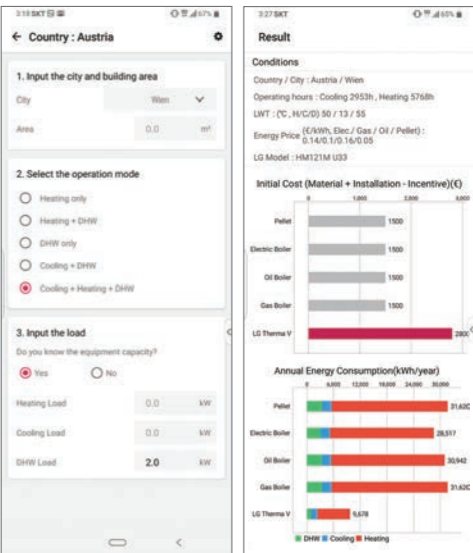 3:18 SKT
67%
← Country : Austria
1. Input the city and building area
City Wien
Area 0.0 m²
2. Select the operation mode
Heating only
Heating + DHW
DHW only
Cooling + DHW
Cooling + Heating + DHW
3. Input the load
Do you know the equipment capacity?
Yes No
Heating Load 0.0 kW
Cooling Load 0.0 kW
DHW Load 2.0 kW
3:27 SKT
65%
Result
Conditions
Country / City : Austria / Wien
Operating hours : Cooling 2953h , Heating 5768h
LWT : (℃, H/C/D) 50 / 13 / 55
Energy Price (€/kWh, Elec./ Gas / Oil / Pellet) :
0.14/0.1/0.16/0.05
LG Model : HM121M U33
Initial Cost (Material + Installation - Incentive)(€)
0 1,000 2,000 3,000
Pellet 1500
Electric Boiler 1500
Oil Boiler 1500
Gas Boiler 1500
LG Therma V 280
Annual Energy Consumption(kWh/year)
0 6,000 12,000 18,000 24,000 30,000
Pellet 31,620
Electric Boiler 28,517
Oil Boiler 30,942
Gas Boiler 31,620
LG Therma V 9,678
DHW Cooling Heating